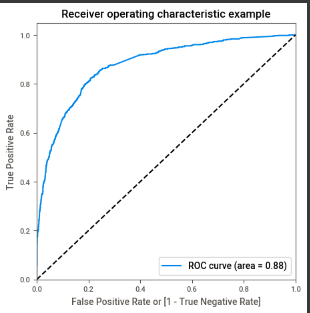 Receiver operating characteristic example
1.0
0.8
0.6
0.4
0.2
0.0
True Positive Rate
ROC curve (area = 0.88)
0.0 0.2 0.4 0.6 0.8 1.0
False Positive Rate or [1 - True Negative Rate]